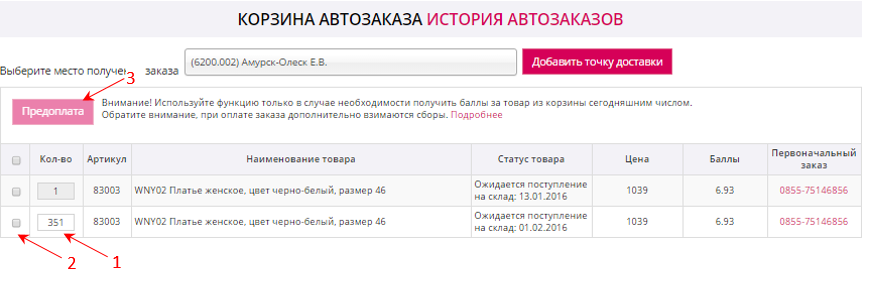 КОРЗИНА АВТОЗАКАЗА ИСТОРИЯ АВТОЗАКАЗОВ
Выберите место получе заказа (6200.002) Амурск-Олеск Е.В. Добавить точку доставки
3
Предоплата
Внимание! Используйте функцию только в случае необходимости получить баллы за товар из корзины сегодняшним числом.
Обратите внимание, при оплате заказа дополнительно взимаются сборы. Подробнее
Кол-во Артикул Наименование товара Статус товара Цена Баллы Первоначальный заказ
1 83003 WNY02 Платье женское, цвет черно-белый, размер 46 Ожидается поступление на склад: 13.01.2016 1039 6.93 0855-75146856
351 83003 WNY02 Платье женское, цвет черно-белый, размер 46 Ожидается поступление на склад: 01.02.2016 1039 6.93 0855-75146856
2 1